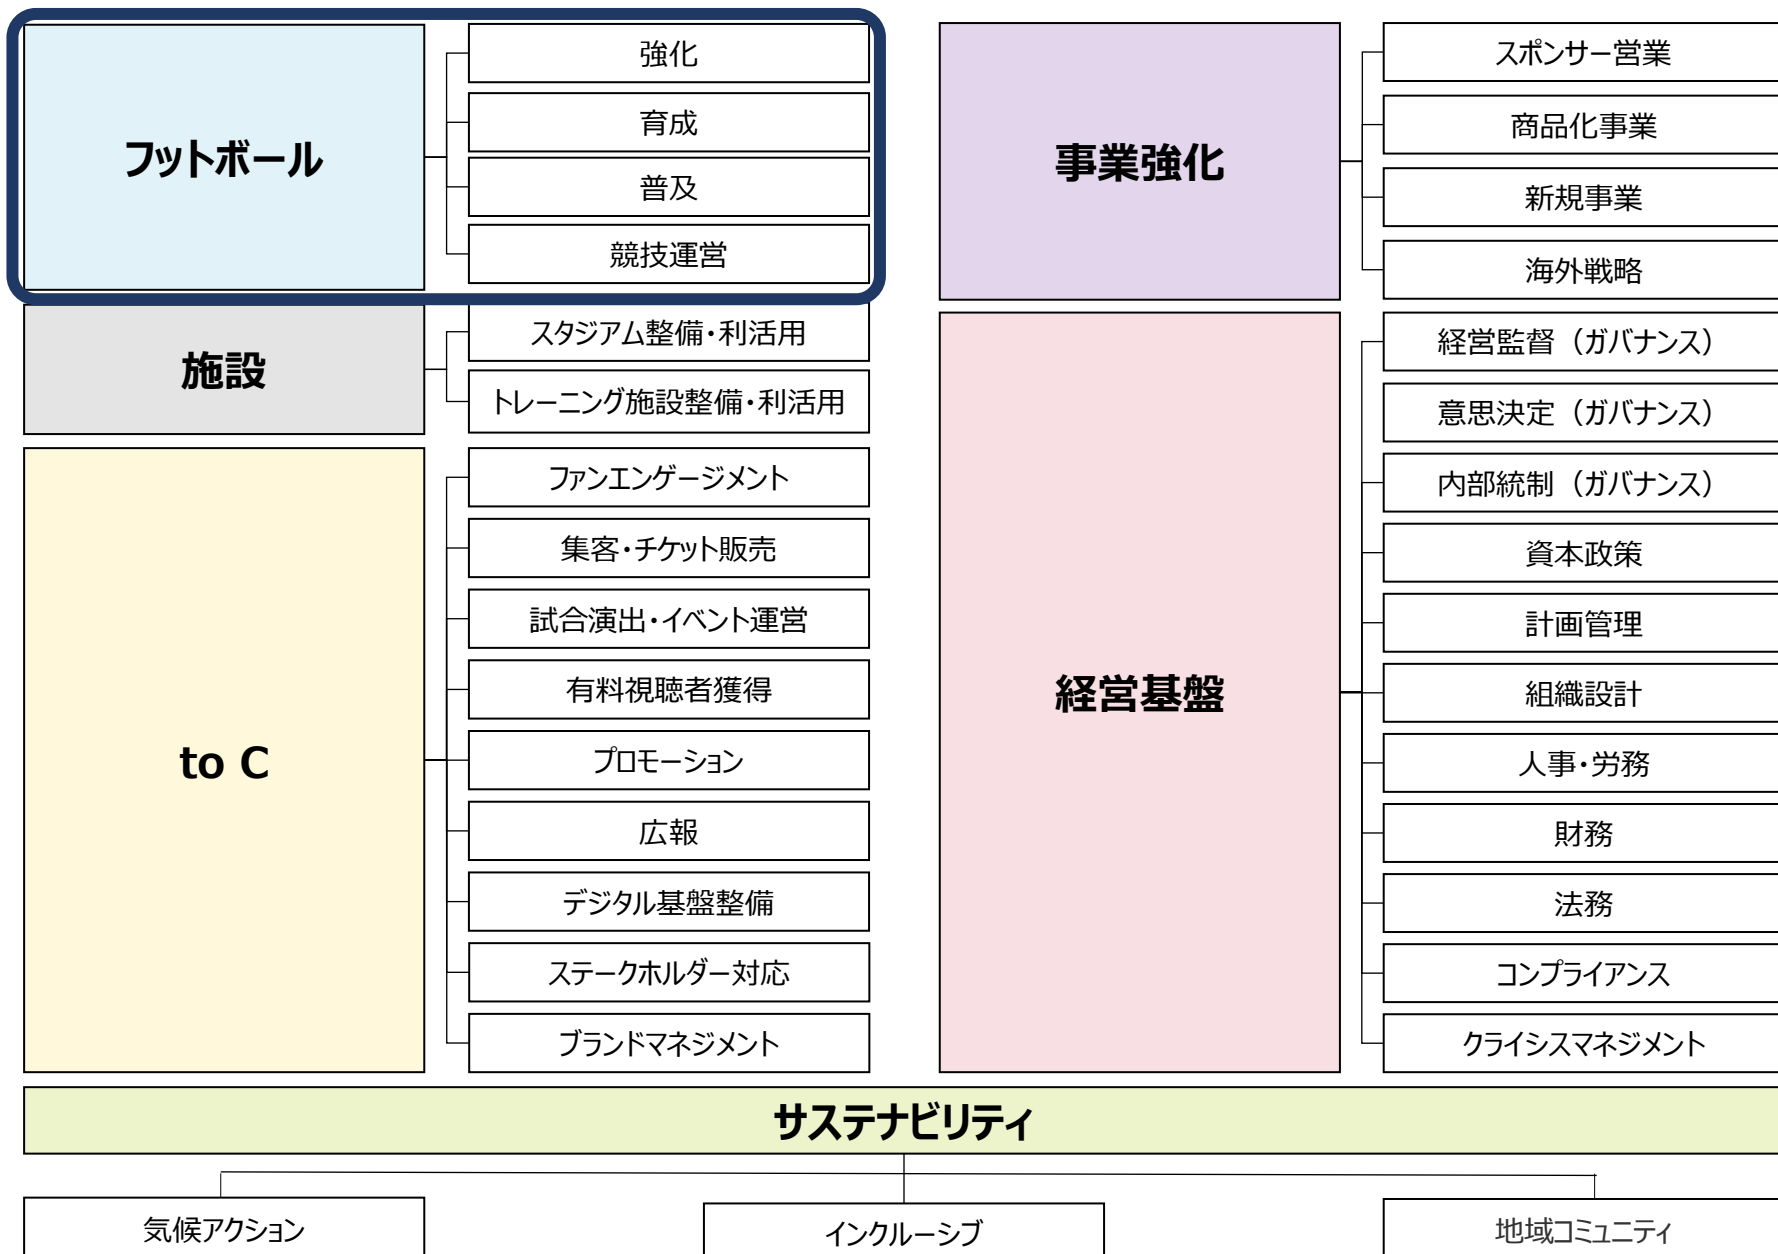 フットボール
強化
育成
普及
競技運営
施設
スタジアム整備・利活用
トレーニング施設整備・利活用
to C
ファンエンゲージメント
集客・チケット販売
試合演出・イベント運営
有料視聴者獲得
プロモーション
広報
デジタル基盤整備
ステークホルダー対応
ブランドマネジメント
事業強化
スポンサー営業
商品化事業
新規事業
海外戦略
経営基盤
経営監督（ガバナンス）
意思決定（ガバナンス）
内部統制（ガバナンス）
資本政策
計画管理
組織設計
人事・労務
財務
法務
コンプライアンス
クライシスマネジメント
サステナビリティ
気候アクション
インクルーシブ
地域コミュニティ